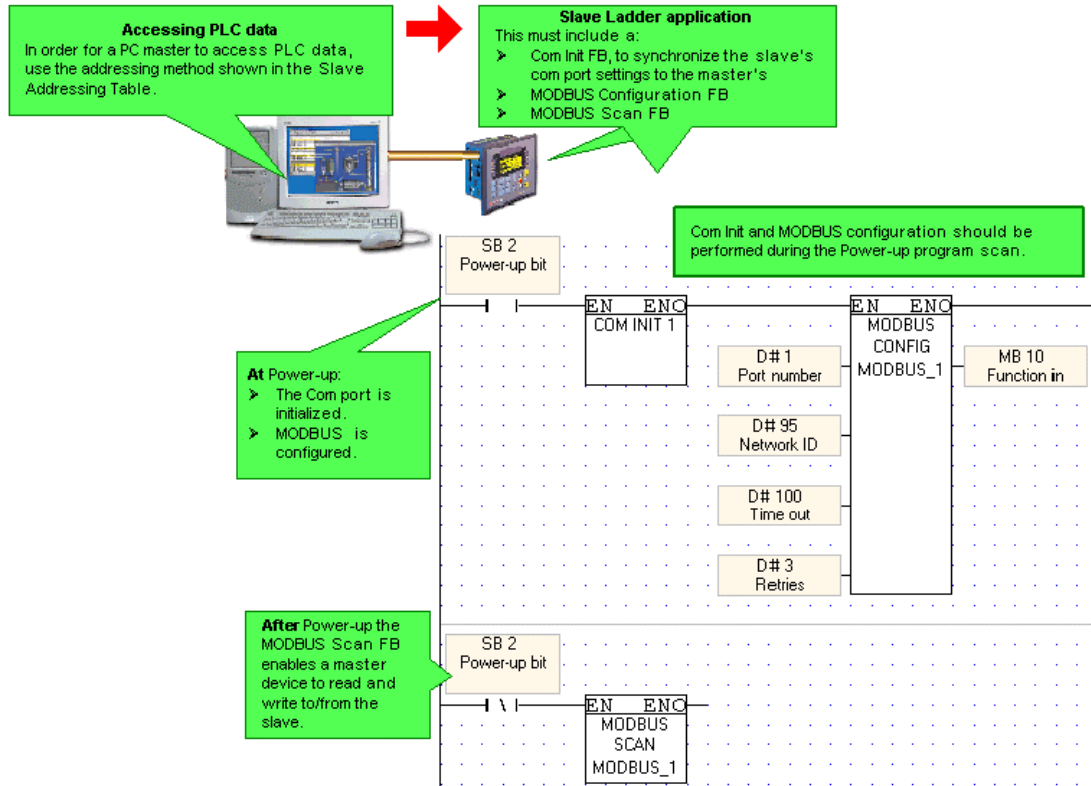 Accessing PLC data
In order for a PC master to access PLC data,
use the addressing method shown in the Slave
Addressing Table.
Slave Ladder application
This must include a:
➤ Com Init FB, to synchronize the slave's
com port settings to the master's
➤ MODBUS Configuration FB
➤ MODBUS Scan FB
Com Init and MODBUS configuration should be
performed during the Power-up program scan.
SB 2
Power-up bit
EN ENO
COM INIT 1
EN ENO
MODBUS
CONFIG
MODBUS_1
D# 1
Port number
MB 10
Function in
D# 95
Network ID
D# 100
Time out
D# 3
Retries
At Power-up:
➤ The Com port is
initialized.
➤ MODBUS is
configured.
After Power-up the
MODBUS Scan FB
enables a master
device to read and
write to/from the
slave.
SB 2
Power-up bit
EN ENO
MODBUS
SCAN
MODBUS_1